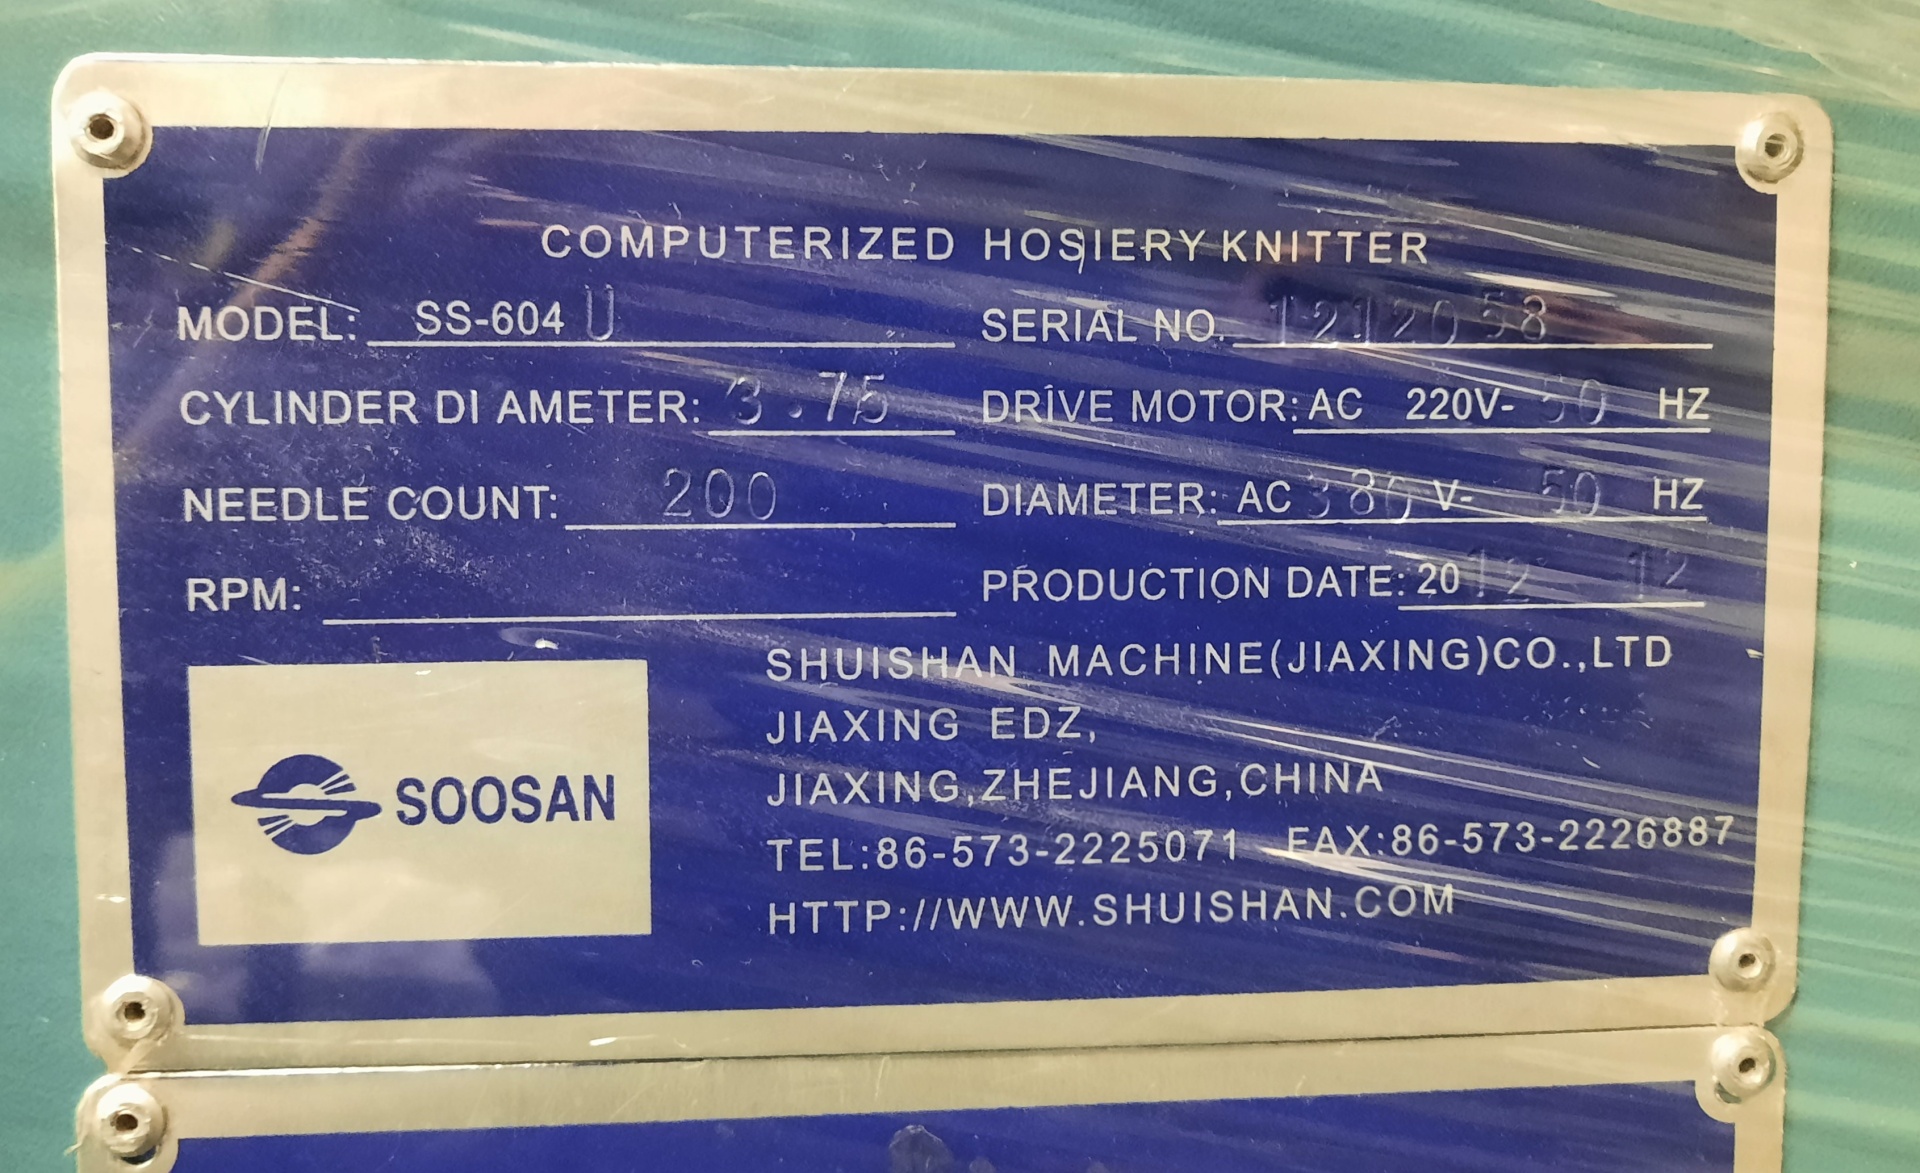 COMPUTERIZED HOSIERY KNITTER
MODEL: SS-604 U SERIAL NO. 1212058
CYLINDER DI AMETER: 3.75 DRIVE MOTOR: AC 220V- 50 HZ
NEEDLE COUNT: 200 DIAMETER: AC 380 V- 50 HZ
RPM: PRODUCTION DATE: 2012 12
SHUISHAN MACHINE(JIAXING)CO.,LTD
JIAXING EDZ,
JIAXING,ZHEJIANG,CHINA
SOOSAN
TEL:86-573-2225071 FAX:86-573-2226887
HTTP://WWW.SHUISHAN.COM